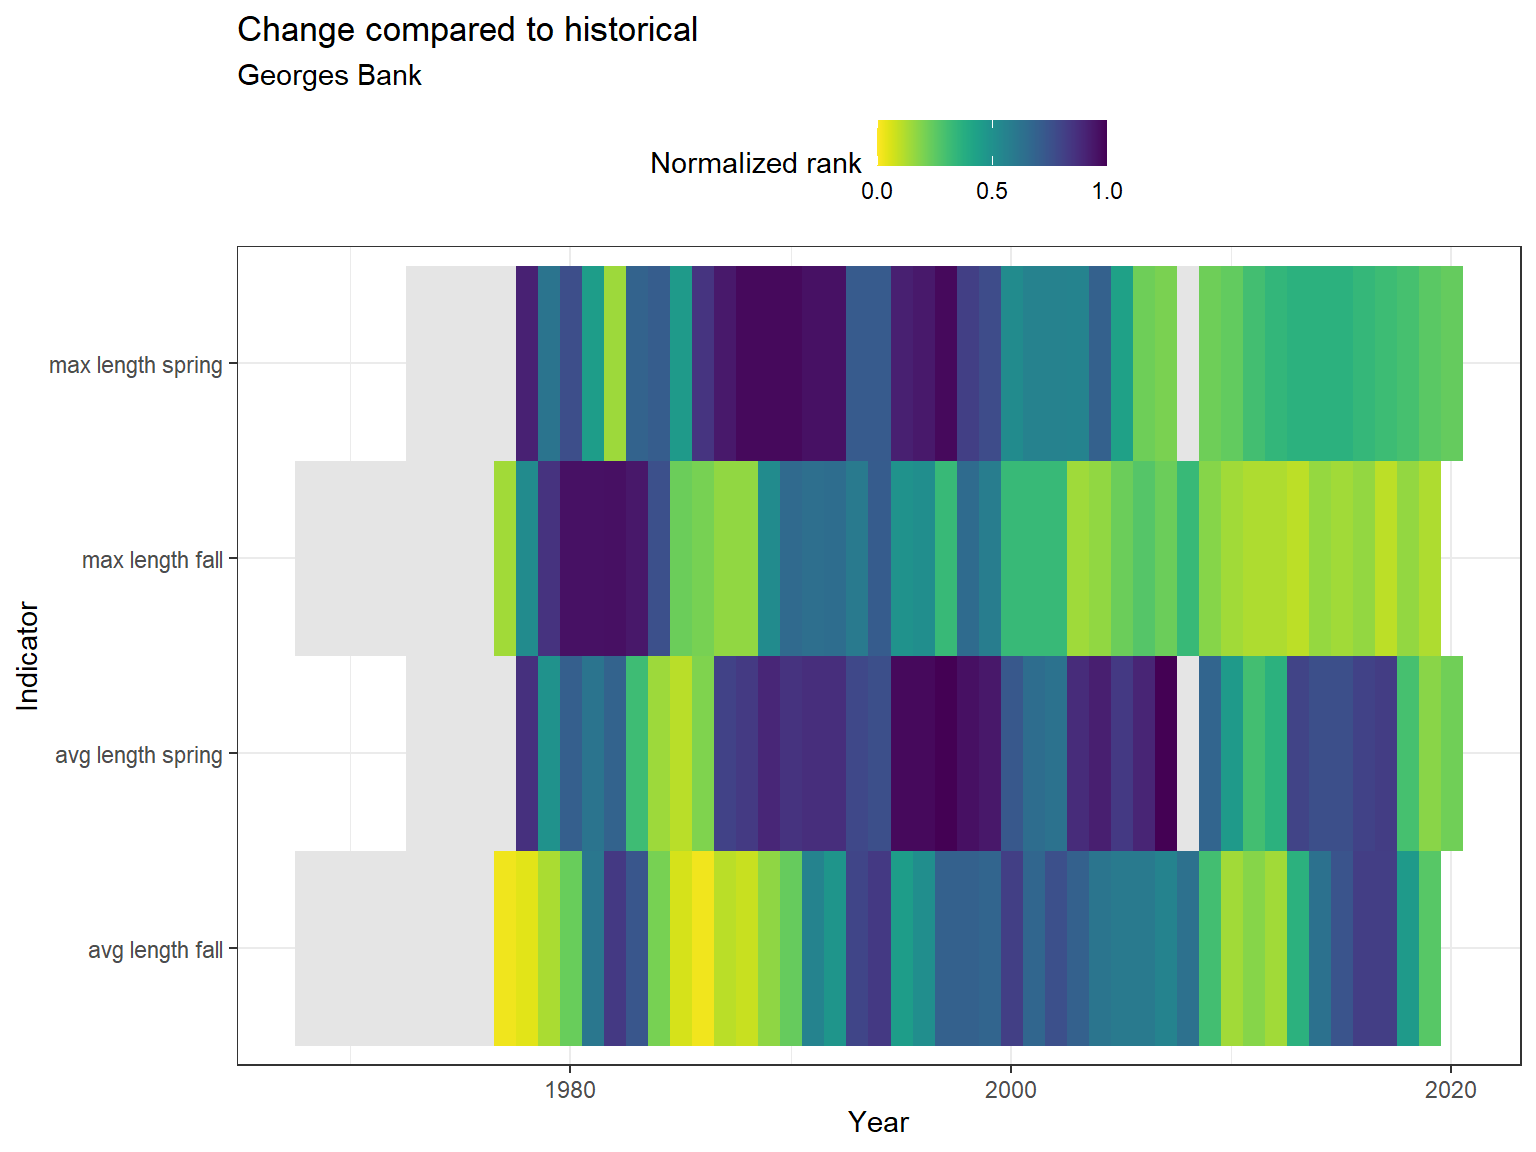 Change compared to historical
Georges Bank
Normalized rank
0.0 0.5 1.0
max length spring
max length fall
avg length spring
avg length fall
Indicator
1980 2000 2020
Year